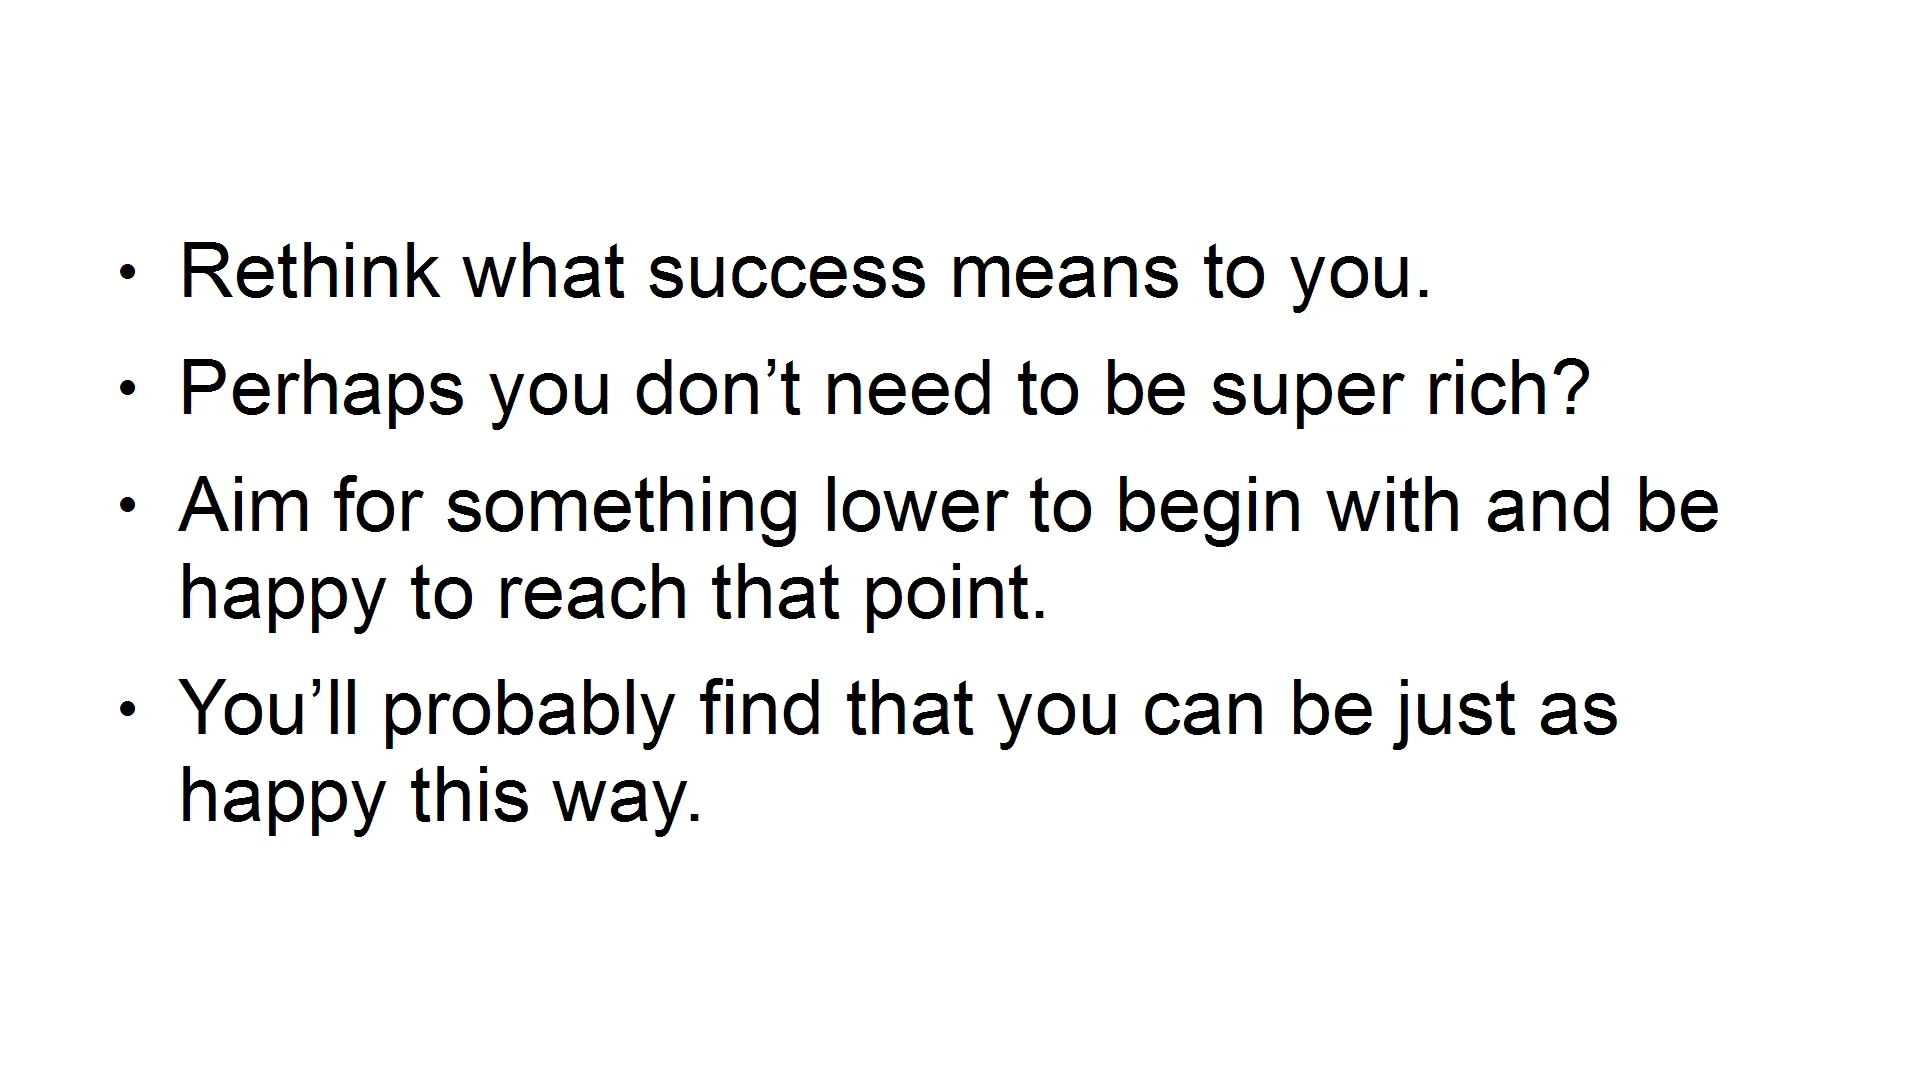 • Rethink what success means to you.
• Perhaps you don’t need to be super rich?
• Aim for something lower to begin with and be
happy to reach that point.
• You’ll probably find that you can be just as
happy this way.